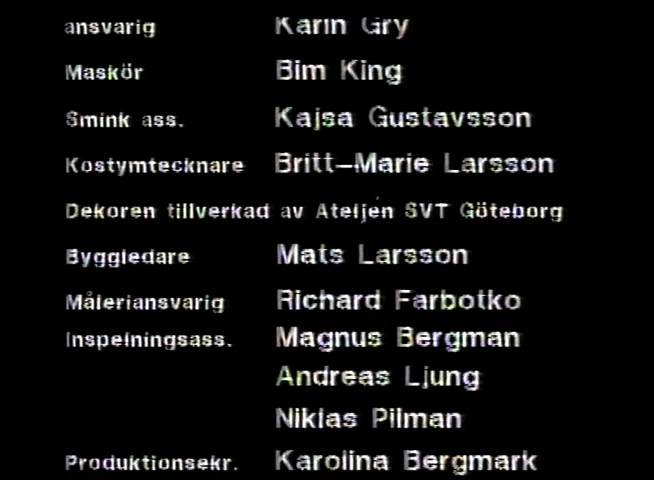 ansvarig Karin Gry
Maskör Bim King
Smink ass. Kajsa Gustavsson
Kostymtecknare Britt-Marie Larsson
Dekoren tillverkad av Ateljén SVT Göteborg
Byggledare Mats Larsson
Måleriansvarig Richard Farbotko
Inspelningsass. Magnus Bergman
Andreas Ljung
Niklas Pilman
Produktionsekr. Karolina Bergmark